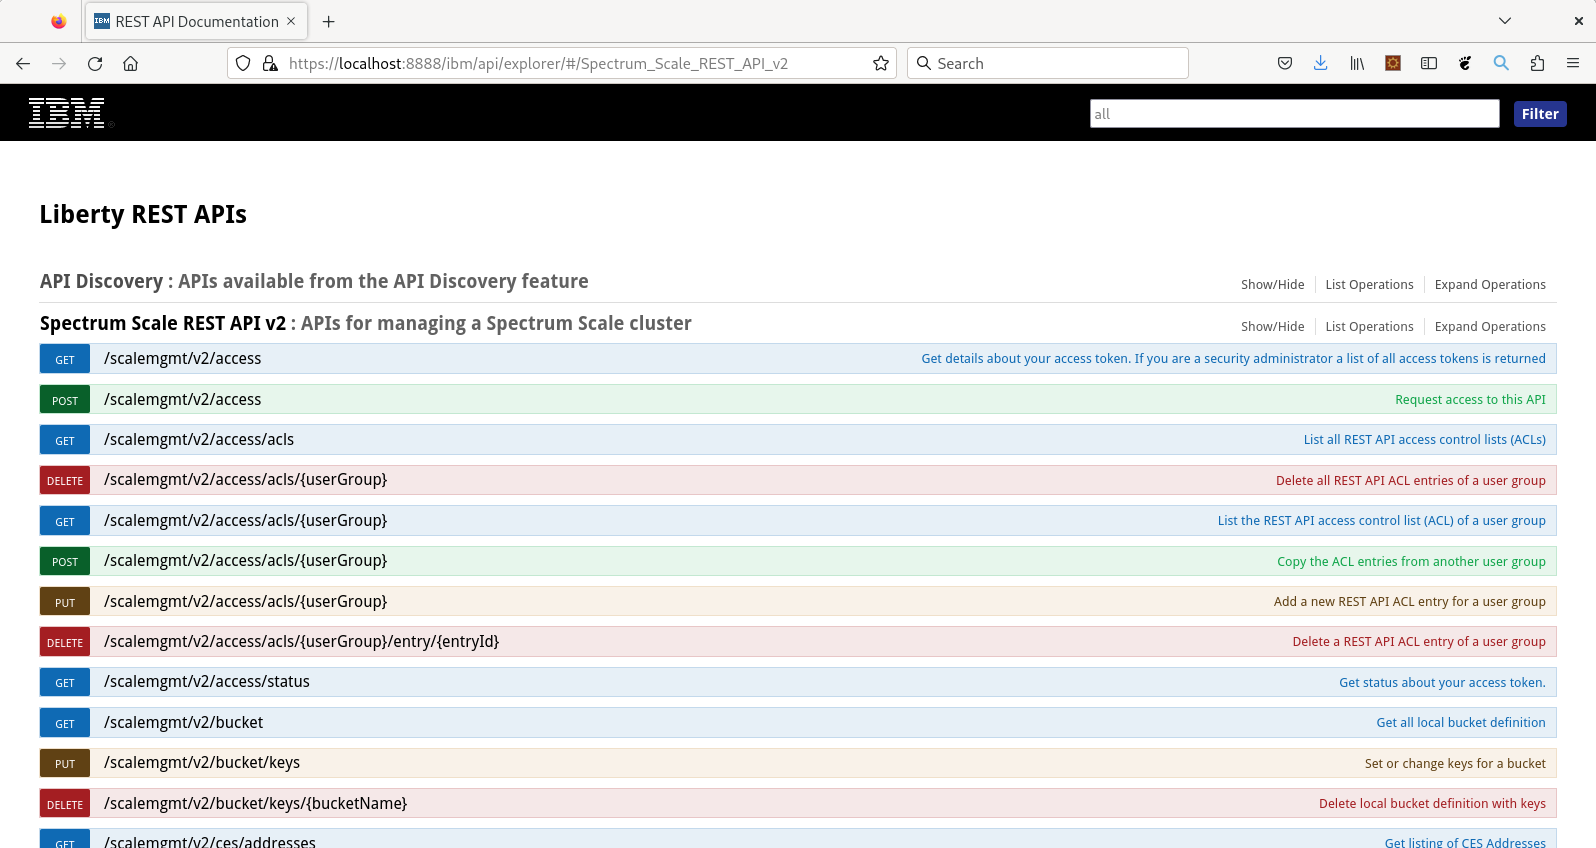 IBM REST API Documentation
https://localhost:8888/ibm/api/explorer/#/Spectrum_Scale_REST_API_v2 Search
IBM all Filter
Liberty REST APIs
API Discovery : APIs available from the API Discovery feature Show/Hide List Operations Expand Operations
Spectrum Scale REST API v2 : APIs for managing a Spectrum Scale cluster Show/Hide List Operations Expand Operations
GET /scalemgmt/v2/access Get details about your access token. If you are a security administrator a list of all access tokens is returned
POST /scalemgmt/v2/access Request access to this API
GET /scalemgmt/v2/access/acls List all REST API access control lists (ACLs)
DELETE /scalemgmt/v2/access/acls/{userGroup} Delete all REST API ACL entries of a user group
GET /scalemgmt/v2/access/acls/{userGroup} List the REST API access control list (ACL) of a user group
POST /scalemgmt/v2/access/acls/{userGroup} Copy the ACL entries from another user group
PUT /scalemgmt/v2/access/acls/{userGroup} Add a new REST API ACL entry for a user group
DELETE /scalemgmt/v2/access/acls/{userGroup}/entry/{entryId} Delete a REST API ACL entry of a user group
GET /scalemgmt/v2/access/status Get status about your access token.
GET /scalemgmt/v2/bucket Get all local bucket definition
PUT /scalemgmt/v2/bucket/keys Set or change keys for a bucket
DELETE /scalemgmt/v2/bucket/keys/{bucketName} Delete local bucket definition with keys
GET /scalemgmt/v2/ces/addresses Get listing of CES Addresses